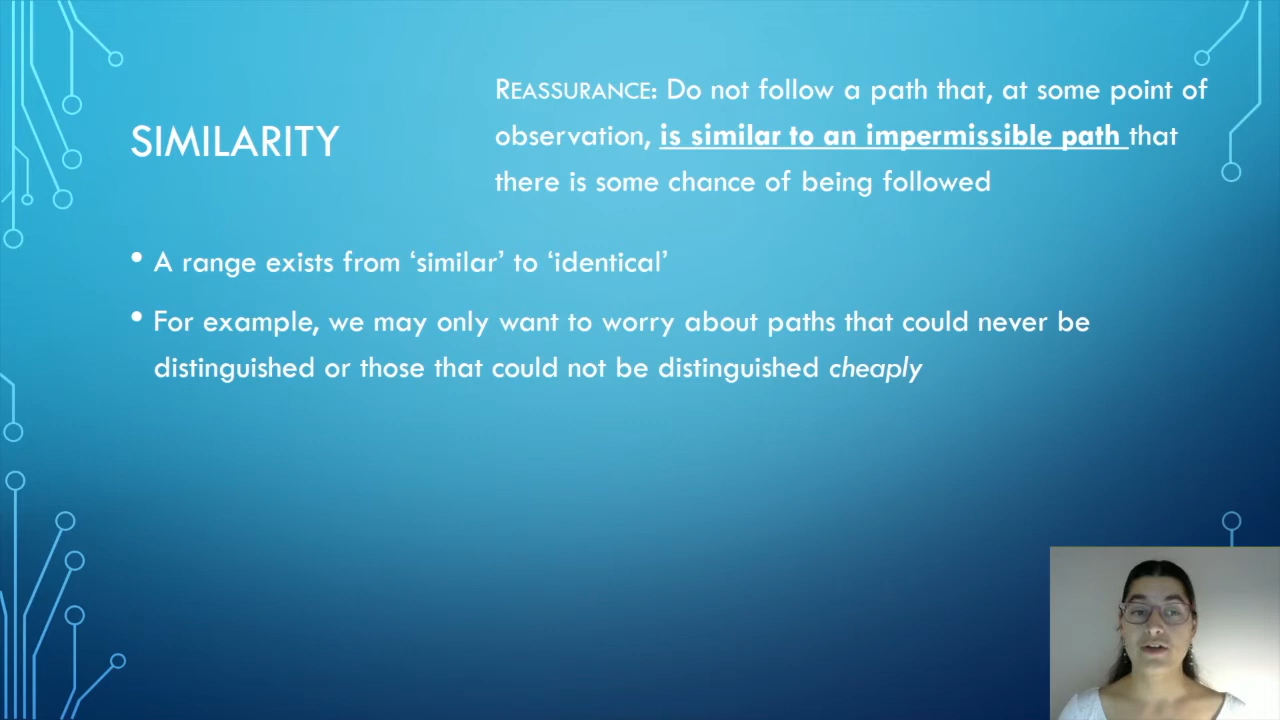 SIMILARITY
REASSURANCE: Do not follow a path that, at some point of
observation, is similar to an impermissible path that
there is some chance of being followed
• A range exists from ‘similar’ to ‘identical’
• For example, we may only want to worry about paths that could never be
distinguished or those that could not be distinguished cheaply